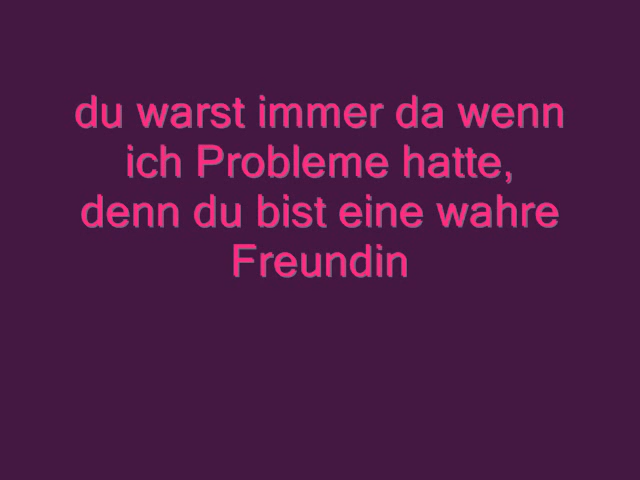 du warst immer da wenn
ich Probleme hatte,
denn du bist eine wahre
Freundin